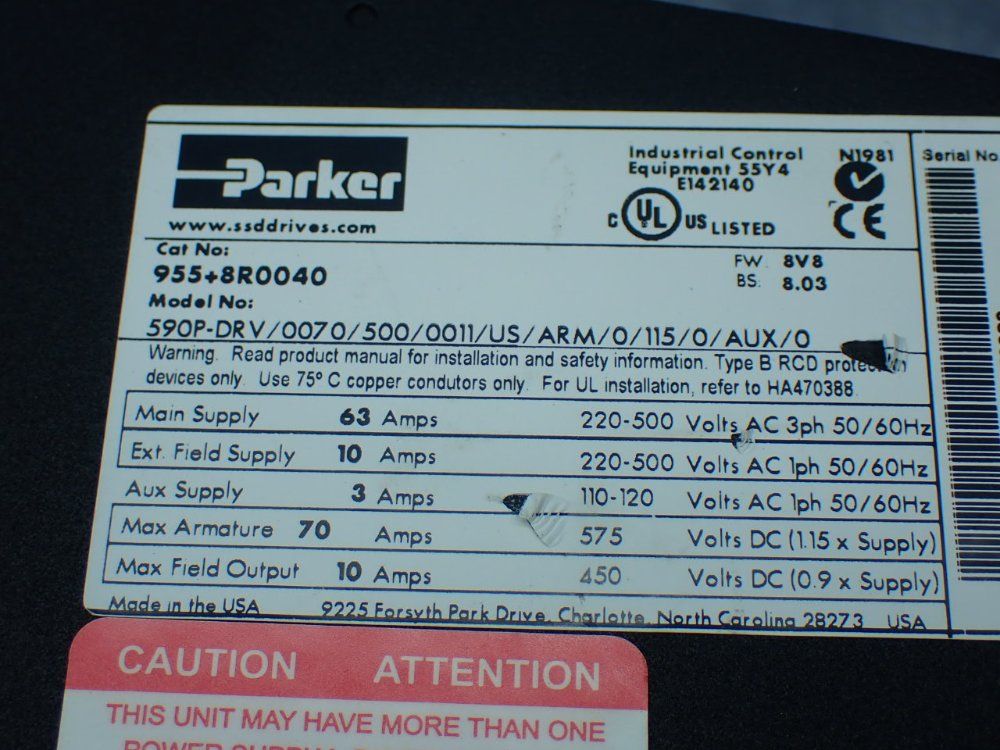 Parker
www.ssddrives.com
Industrial Control
Equipment 55Y4
E142140
C UL US LISTED
N1981
CE
Serial No.
Cat No:
955+8R0040
FW. 8V8
BS: 8.03
Model No:
590P-DRV/0070/500/0011/US/ARM/0/115/0/AUX/0
Warning. Read product manual for installation and safety information. Type B RCD protection
devices only. Use 75° C copper condutors only. For UL installation, refer to HA470388.
Main Supply 63 Amps 220-500 Volts AC 3ph 50/60Hz
Ext. Field Supply 10 Amps 220-500 Volts AC 1ph 50/60Hz
Aux Supply 3 Amps 110-120 Volts AC 1ph 50/60Hz
Max Armature 70 Amps 575 Volts DC (1.15 x Supply)
Max Field Output 10 Amps 450 Volts DC (0.9 x Supply)
Made in the USA 9225 Forsyth Park Drive, Charlotte, North Carolina 28273 USA
CAUTION ATTENTION
THIS UNIT MAY HAVE MORE THAN ONE
POWER SUPPLY